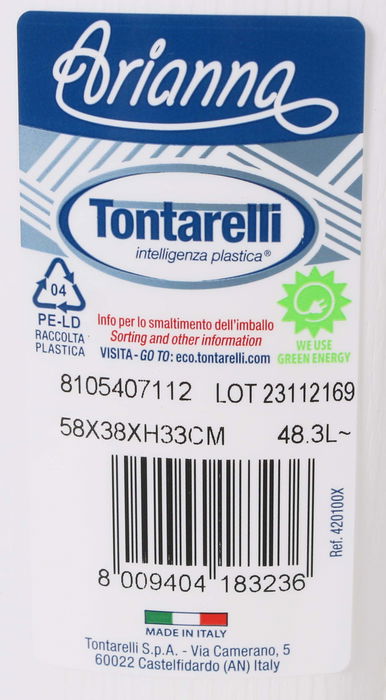 Arianna
Tontarelli
intelligenza plastica®
04
PE-LD
RACCOLTA
PLASTICA
Info per lo smaltimento dell'imballo
Sorting and other information
VISITA - GO TO: eco.tontarelli.com
WE USE
GREEN ENERGY
8105407112 LOT 23112169
58X38XH33CM 48.3L~
Ref. 420100X
8 009404 183236
MADE IN ITALY
Tontarelli S.p.A. - Via Camerano, 5
60022 Castelfidardo (AN) Italy